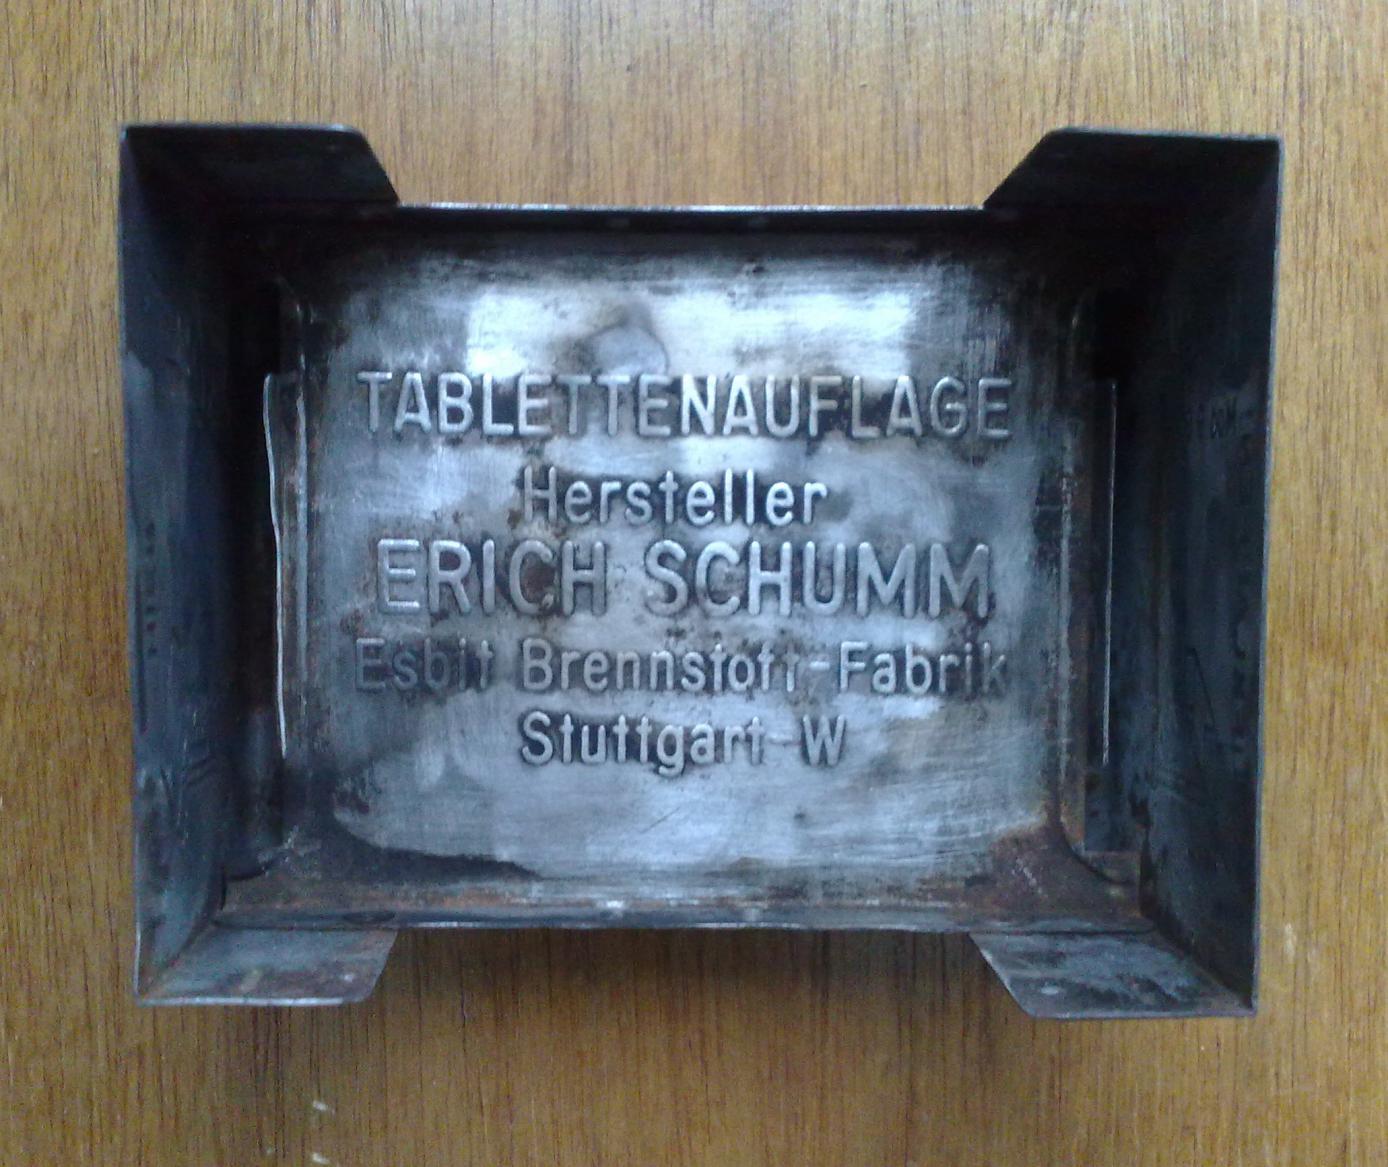 TABLETTENAUFLAGE
Hersteller
ERICH SCHUMM
Esbit Brennstoff-Fabrik
Stuttgart-W